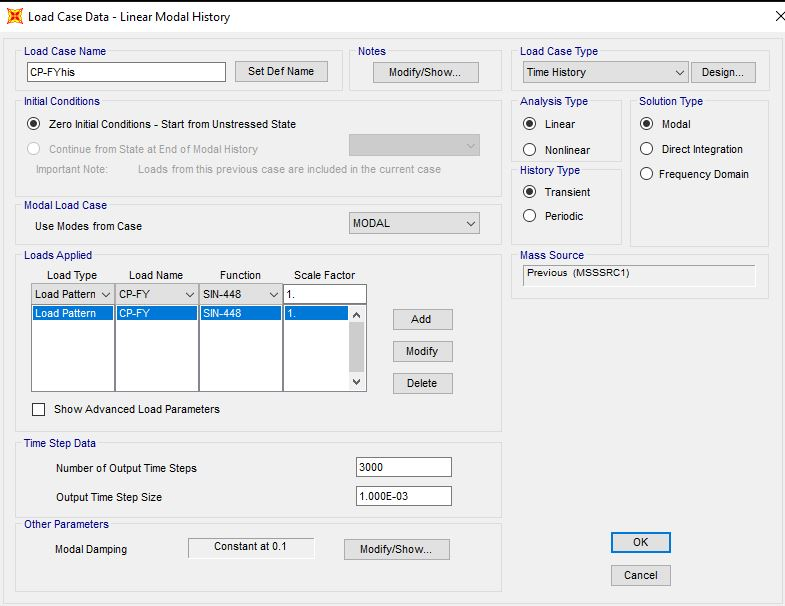 Load Case Data - Linear Modal History
Load Case Name
CP-FYhis
Set Def Name
Notes
Modify/Show...
Load Case Type
Time History
Design...
Initial Conditions
Zero Initial Conditions - Start from Unstressed State
Continue from State at End of Modal History
Important Note: Loads from this previous case are included in the current case
Analysis Type
Linear
Nonlinear
Solution Type
Modal
Direct Integration
Frequency Domain
History Type
Transient
Periodic
Modal Load Case
Use Modes from Case
MODAL
Mass Source
Previous (MSSSRC1)
Loads Applied
Load Type Load Name Function Scale Factor
Load Pattern CP-FY SIN-448 1.
Load Pattern CP-FY SIN-448 1.
Add
Modify
Delete
Show Advanced Load Parameters
Time Step Data
Number of Output Time Steps 3000
Output Time Step Size 1.000E-03
Other Parameters
Modal Damping Constant at 0.1 Modify/Show...
OK
Cancel